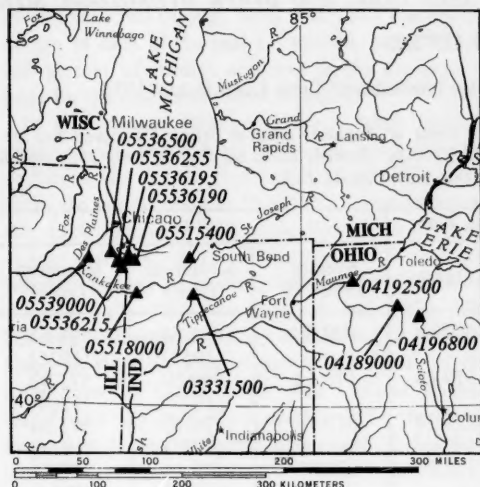 Fox
R
Lake
Winnebago
85°
LAKE
MICHIGAN
Muskegon
R
WISC
Milwaukee
Grand
R
Grand
Rapids
Lansing
05536500
05536255
05536195
05536190
Detroit
S
Fox
R
Des Plaines
R
Chicago
05515400
St Joseph
R
MICH
OHIO
LAKE
ERIE
Kankakee
R
South Bend
Toledo
Maumee
R
05539000
05536215
ria
Tippecanoe
R
Fort
Wayne
04192500
05518000
04189000
04196800
ILL
IND
03331500
R
Scioto
40°
R
sh
White
R
Indianapolis
Colum
0 50 100 200 300 MILES
0 100 200 300 KILOMETERS